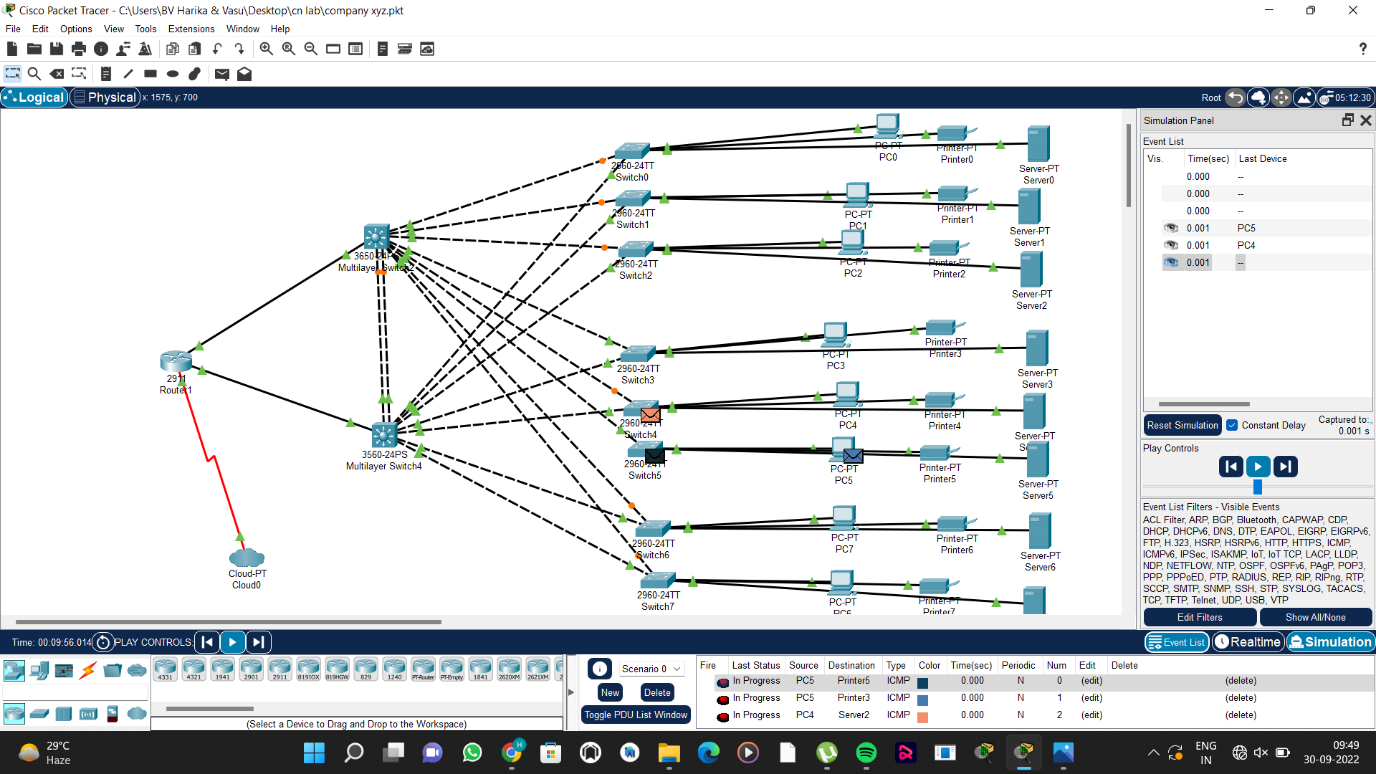 Cisco Packet Tracer - C:\Users\BV Harika & Vasu\Desktop\cn lab\company xyz.pkt
File Edit Options View Tools Extensions Window Help
Logical Physical x: 1575, y: 700
Root 05:12:30
PC-PT
PC0
Printer-PT
Printer0
Server-PT
Server0
2960-24TT
Switch0
PC-PT
PC1
Printer-PT
Printer1
Server-PT
Server1
2960-24TT
Switch1
PC-PT
PC2
Printer-PT
Printer2
Server-PT
Server2
2960-24TT
Switch2
3650-24PS
Multilayer Switch2
PC-PT
PC3
Printer-PT
Printer3
Server-PT
Server3
2960-24TT
Switch3
2911
Router1
PC-PT
PC4
Printer-PT
Printer4
Server-PT
2960-24TT
Switch4
3560-24PS
Multilayer Switch4
PC-PT
PC5
Printer-PT
Printer5
Server-PT
Server5
2960-24TT
Switch5
PC-PT
PC7
Printer-PT
Printer6
Server-PT
Server6
2960-24TT
Switch6
Cloud-PT
Cloud0
PC-PT
PC6
Printer-PT
Printer7
2960-24TT
Switch7
Simulation Panel
Event List
Vis. Time(sec) Last Device
0.000 --
0.000 --
0.000 --
0.001 PC5
0.001 PC4
0.001 --
Reset Simulation Constant Delay Captured to:
0.001 s
Play Controls
Event List Filters - Visible Events
ACL Filter, ARP, BGP, Bluetooth, CAPWAP, CDP,
DHCP, DHCPv6, DNS, DTP, EAPOL, EIGRP, EIGRPv6,
FTP, H.323, HSRP, HSRPv6, HTTP, HTTPS, ICMP,
ICMPv6, IPSec, ISAKMP, IoT, IoT TCP, LACP, LLDP,
NDP, NETFLOW, NTP, OSPF, OSPFv6, PAgP, POP3,
PPP, PPPoED, PTP, RADIUS, REP, RIP, RIPng, RTP,
SCCP, SMTP, SNMP, SSH, STP, SYSLOG, TACACS,
TCP, TFTP, Telnet, UDP, USB, VTP
Edit Filters Show All/None
Time: 00:09:56.014 PLAY CONTROLS:
Event List Realtime Simulation
4331 4321 1941 2901 2911 819IOX 819HGW 829 1240 PT-Router PT-Empty 1841 2620XM 2621XM
(Select a Device to Drag and Drop to the Workspace)
Scenario 0
New Delete
Toggle PDU List Window
Fire Last Status Source Destination Type Color Time(sec) Periodic Num Edit Delete
In Progress PC5 Printer5 ICMP 0.000 N 0 (edit) (delete)
In Progress PC5 Printer3 ICMP 0.000 N 1 (edit) (delete)
In Progress PC4 Server2 ICMP 0.000 N 2 (edit) (delete)
29°C
Haze
ENG
IN
09:49
30-09-2022